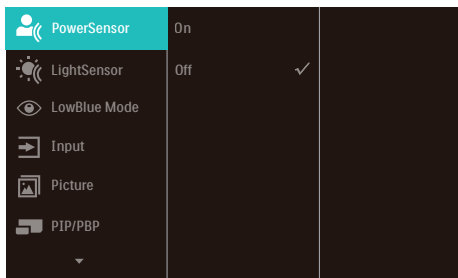 PowerSensor
On
LightSensor
Off
LowBlue Mode
Input
Picture
PIP/PBP